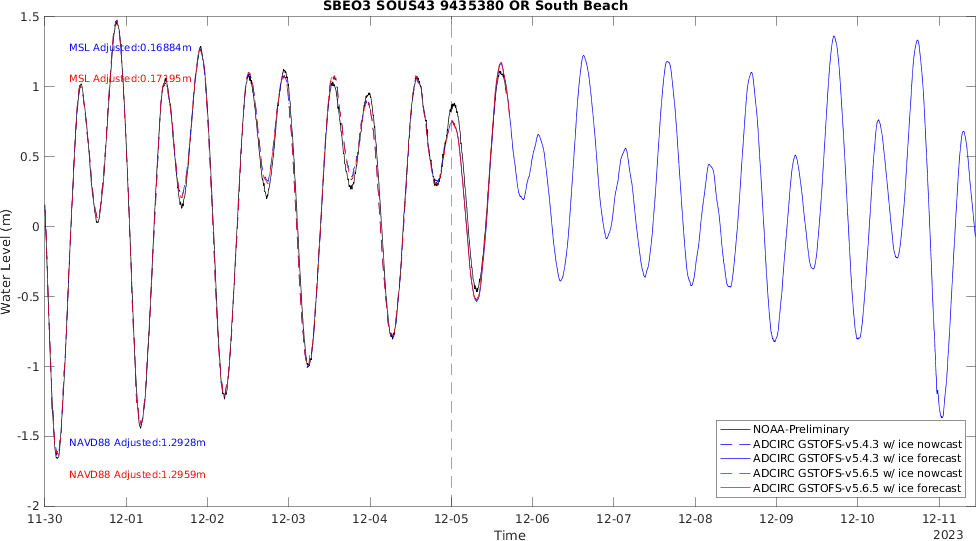 SBEO3 SOUS43 9435380 OR South Beach
1.5
MSL Adjusted:0.16884m
MSL Adjusted:0.17195m
1
0.5
0
Water Level (m)
-0.5
-1
-1.5
NAVD88 Adjusted:1.2928m
NAVD88 Adjusted:1.2959m
-2
NOAA-Preliminary
ADCIRC GSTOFS-v5.4.3 w/ ice nowcast
ADCIRC GSTOFS-v5.4.3 w/ ice forecast
ADCIRC GSTOFS-v5.6.5 w/ ice nowcast
ADCIRC GSTOFS-v5.6.5 w/ ice forecast
11-30 12-01 12-02 12-03 12-04 12-05 12-06 12-07 12-08 12-09 12-10 12-11
Time
2023